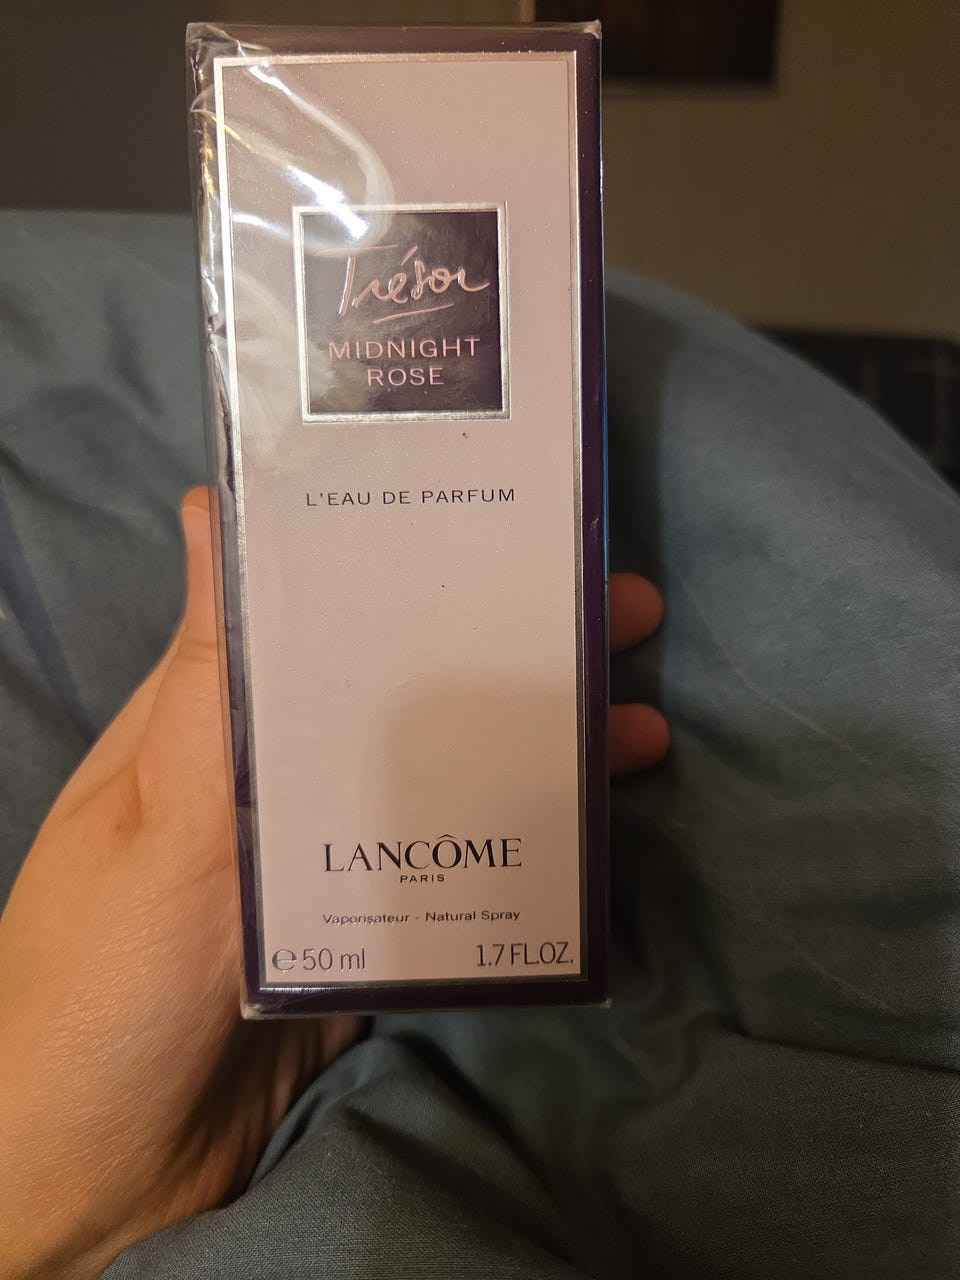 Trésor
MIDNIGHT
ROSE
L'EAU DE PARFUM
LANCÔME
PARIS
Vaporisateur - Natural Spray
℮ 50 ml 1.7 FL.OZ.